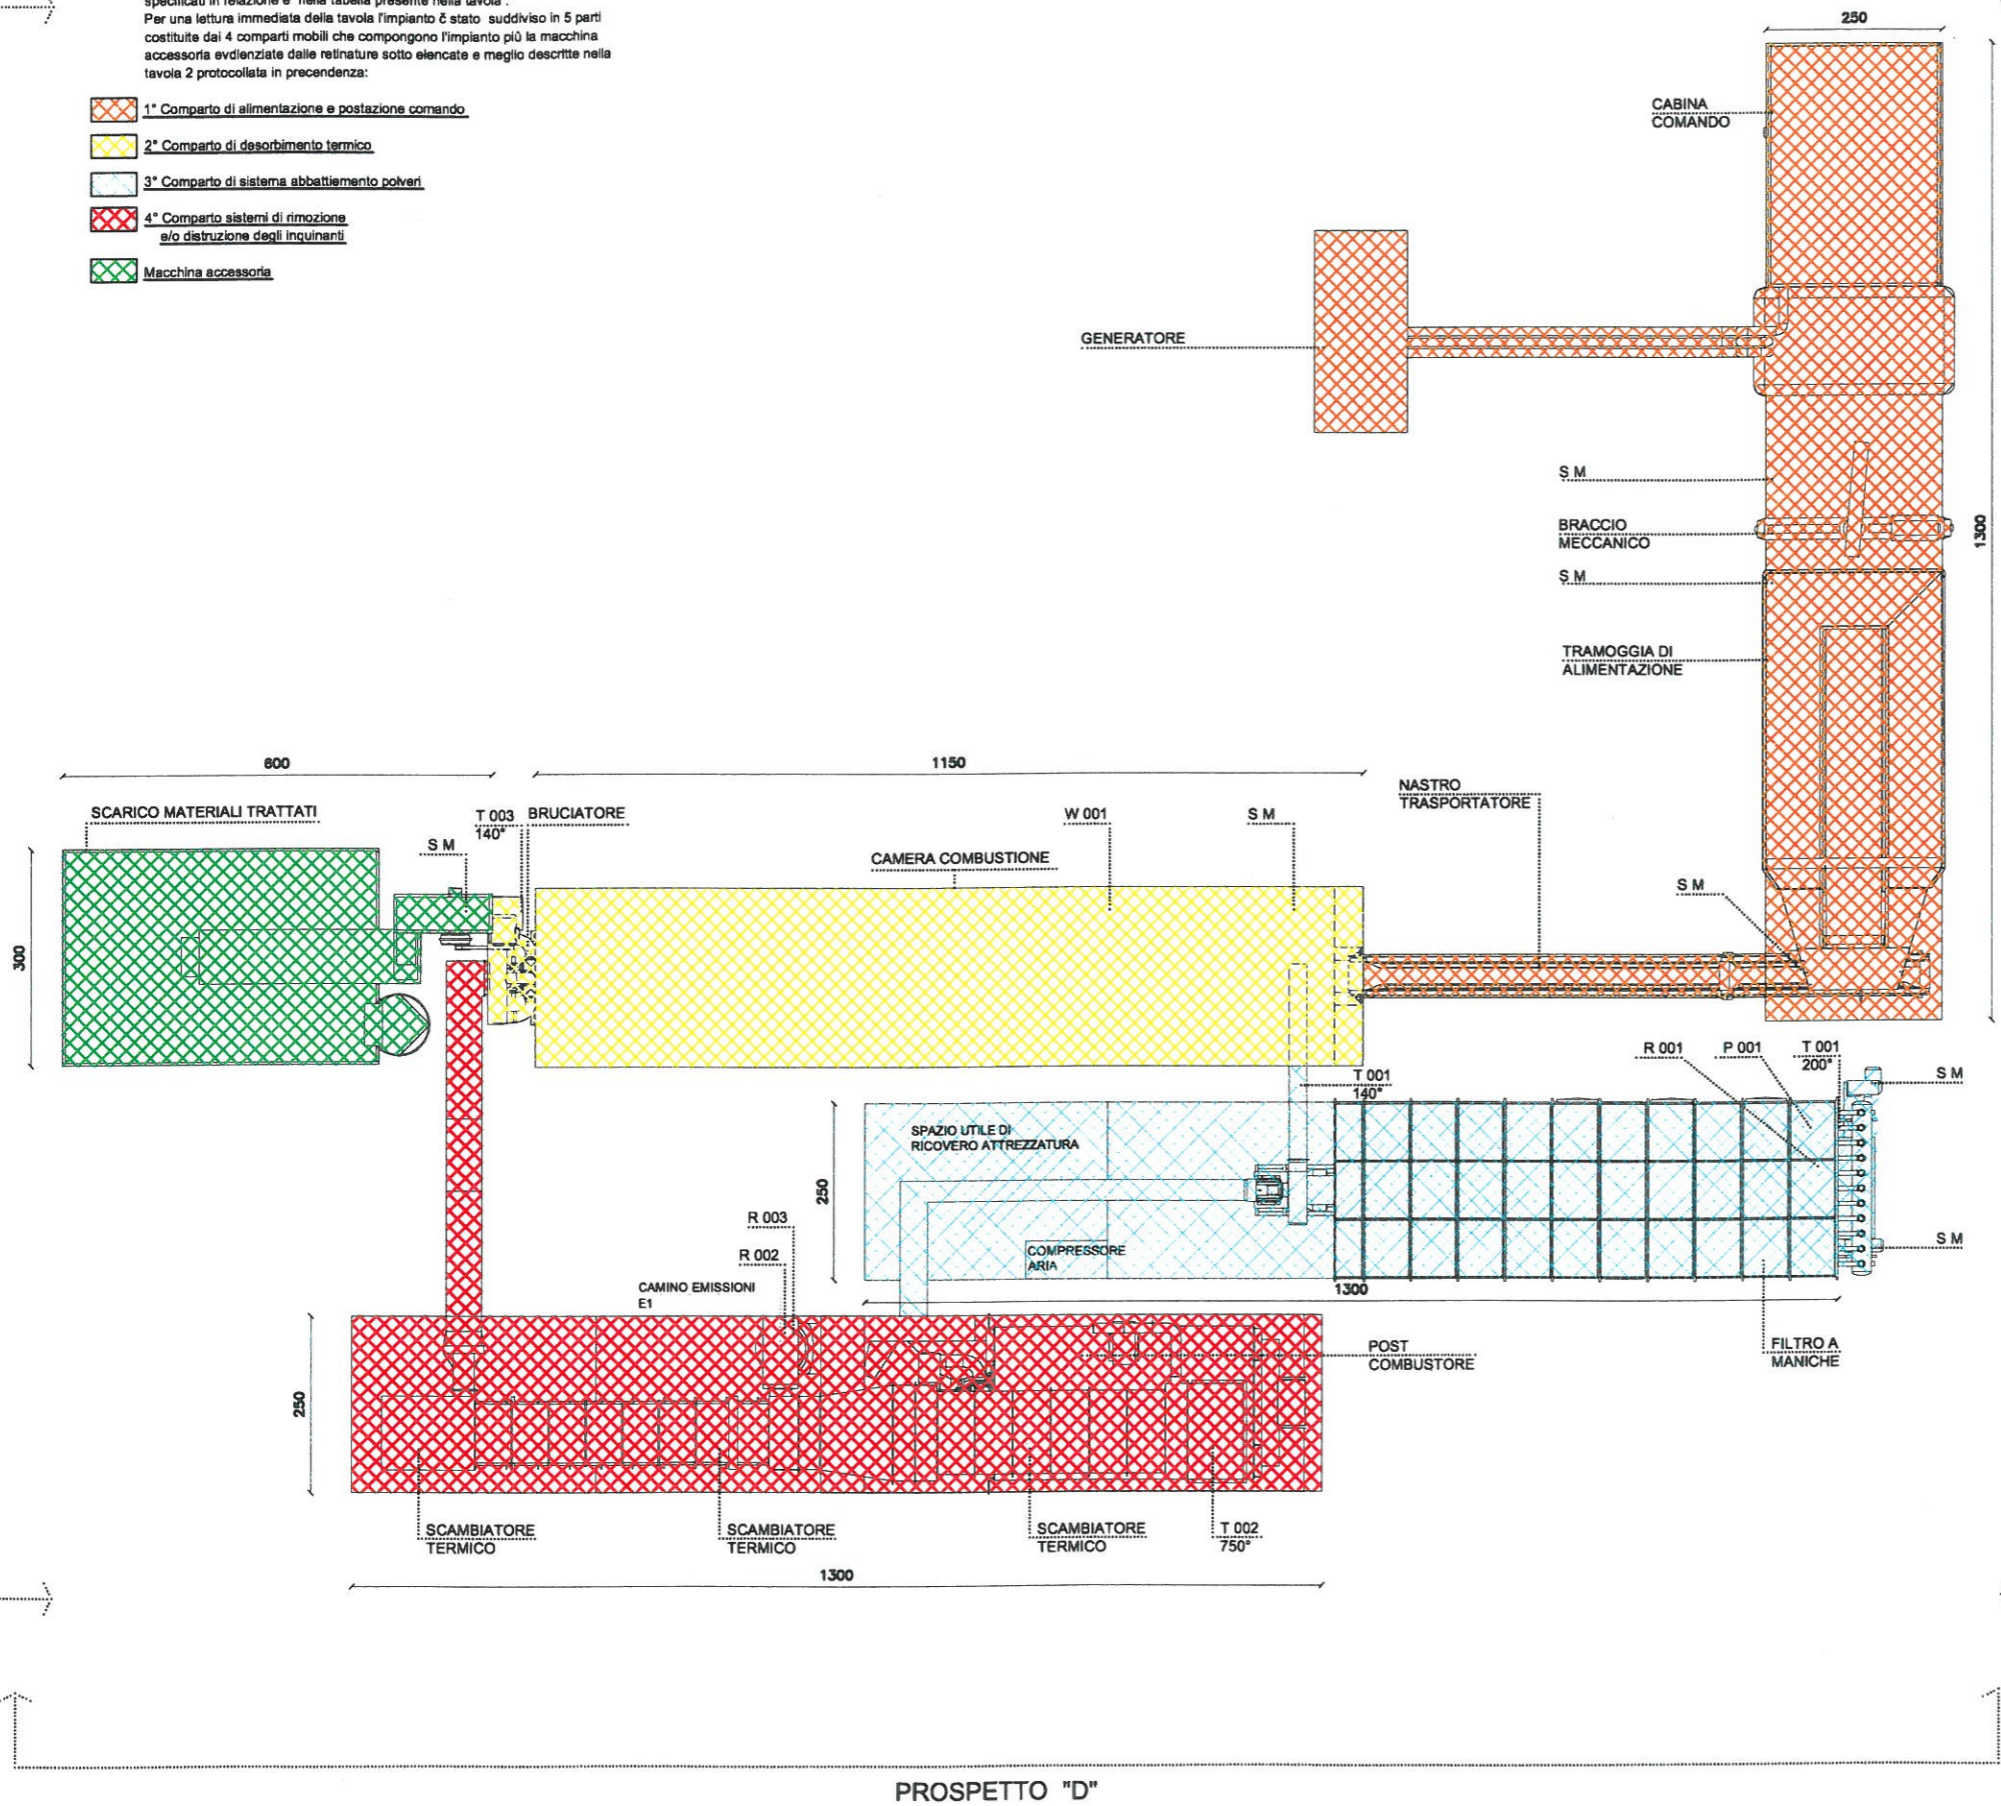 specificati in relazione e nella tabella presente nella tavola .
Per una lettura immediata della tavola l'impianto č stato suddiviso in 5 parti
costituite dai 4 comparti mobili che compongono l'impianto più la macchina
accessoria evdienziate dalle retinature sotto elencate e meglio descritte nella
tavola 2 protocollata in precendenza:
1° Comparto di alimentazione e postazione comando
2° Comparto di desorbimento termico
3° Comparto di sistema abbattiemento polveri
4° Comparto sistemi di rimozione
e/o distruzione degli inquinanti
Macchina accessoria
250
CABINA
COMANDO
GENERATORE
1300
S M
BRACCIO
MECCANICO
S M
TRAMOGGIA DI
ALIMENTAZIONE
600
1150
NASTRO
TRASPORTATORE
SCARICO MATERIALI TRATTATI
T 003
140°
BRUCIATORE
W 001
S M
S M
CAMERA COMBUSTIONE
S M
300
R 001
P 001
T 001
200°
S M
T 001
140°
SPAZIO UTILE DI
RICOVERO ATTREZZATURA
250
R 003
R 002
COMPRESSORE
ARIA
S M
CAMINO EMISSIONI
E1
1300
POST
COMBUSTORE
FILTRO A
MANICHE
250
SCAMBIATORE
TERMICO
SCAMBIATORE
TERMICO
SCAMBIATORE
TERMICO
T 002
750°
1300
PROSPETTO "D"